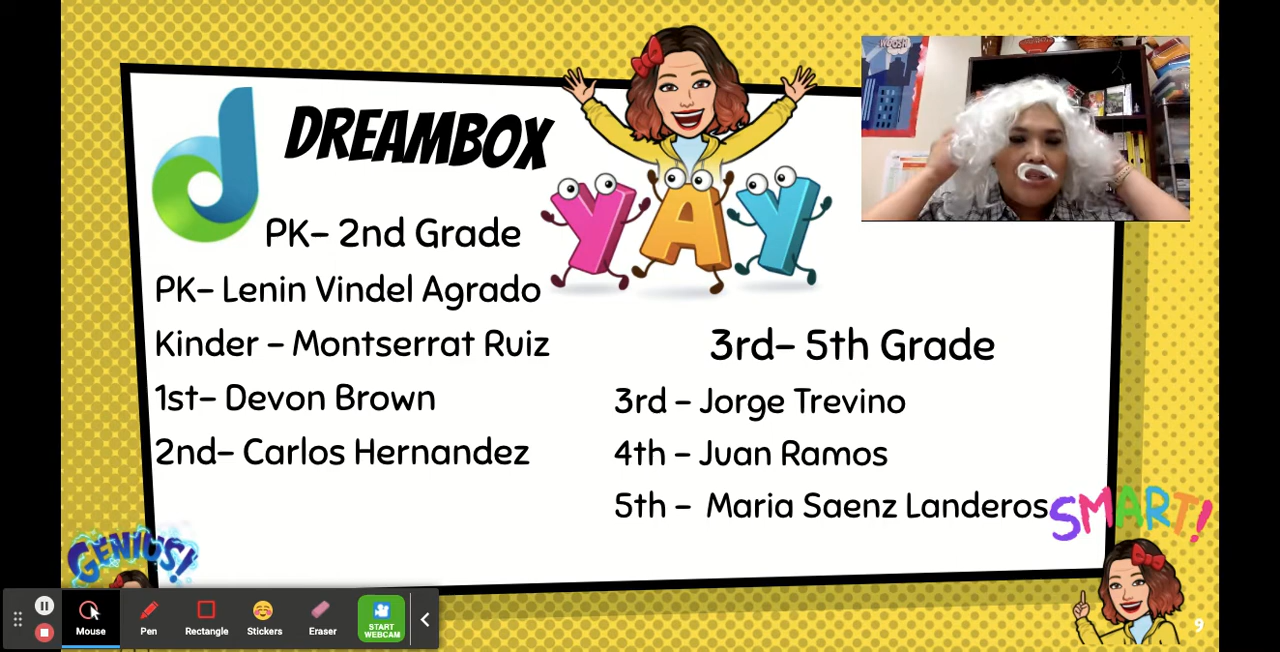 DREAMBOX
YAY
WHOOSH
PK- 2nd Grade
PK- Lenin Vindel Agrado
Kinder - Montserrat Ruiz
1st- Devon Brown
2nd- Carlos Hernandez
3rd- 5th Grade
3rd - Jorge Trevino
4th - Juan Ramos
5th - Maria Saenz Landeros
SMART!
GENIUS!
Mouse
Pen
Rectangle
Stickers
Eraser
START
WEBCAM
9